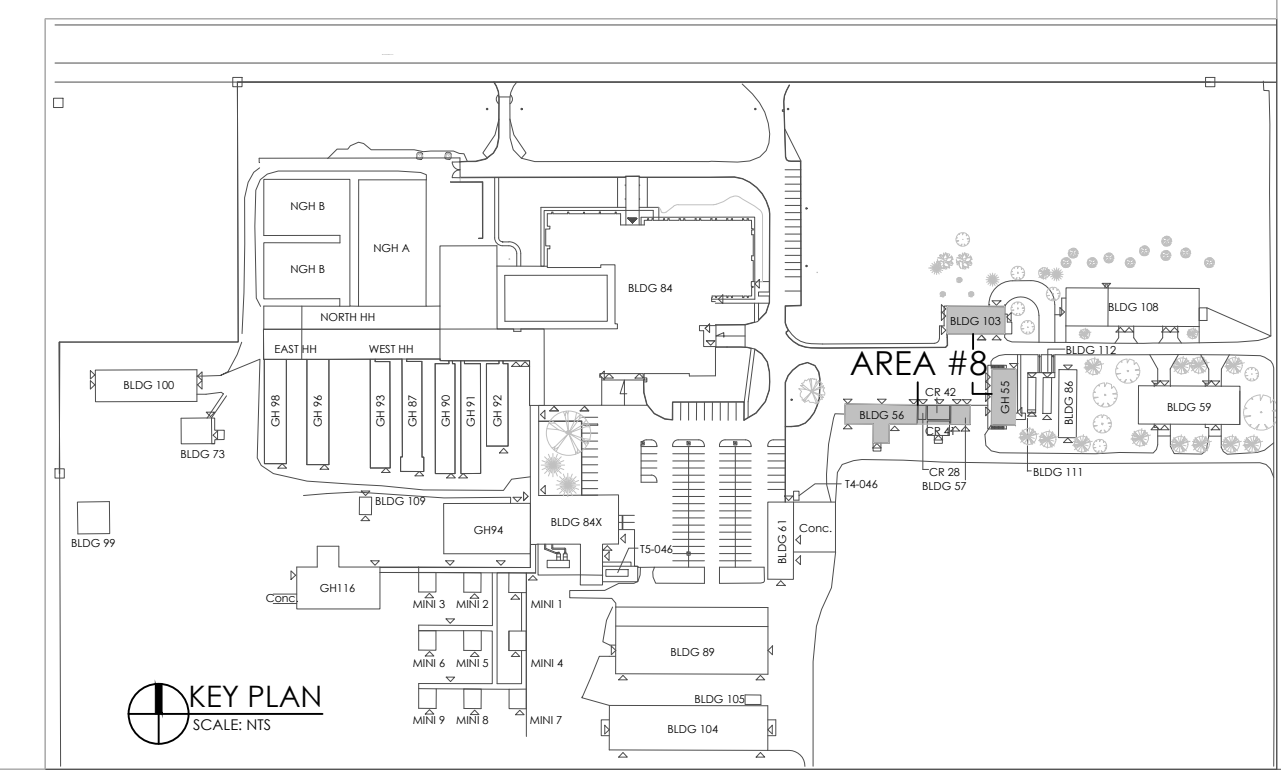 NGH B
NGH A
NGH B
BLDG 84
NORTH HH
EAST HH
WEST HH
BLDG 103
BLDG 108
BLDG 112
AREA #8
BLDG 100
GH 98
GH 96
GH 93
GH 87
GH 90
GH 91
GH 92
CR 42
GH 55
BLDG 86
BLDG 59
BLDG 56
CR 41
BLDG 73
CR 28
BLDG 57
BLDG 111
T4-046
BLDG 109
BLDG 99
GH94
BLDG 84X
BLDG 61
Conc.
T5-046
GH116
Conc.
MINI 3
MINI 2
MINI 1
MINI 6
MINI 5
MINI 4
BLDG 89
KEY PLAN
SCALE: NTS
MINI 9
MINI 8
MINI 7
BLDG 105
BLDG 104